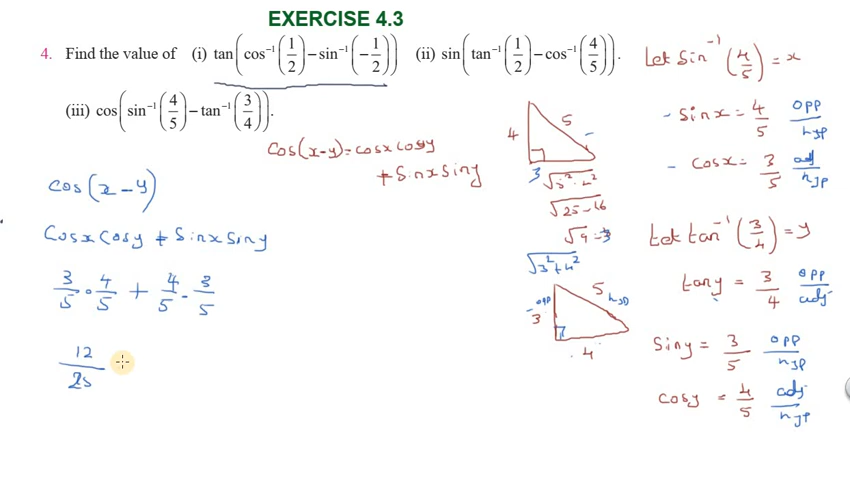 EXERCISE 4.3
4. Find the value of (i) tan(cos⁻¹(1/2) − sin⁻¹(−1/2)) (ii) sin(tan⁻¹(1/2) − cos⁻¹(4/5)).
(iii) cos(sin⁻¹(4/5) − tan⁻¹(3/4)).
cos(x−y) = cosx cosy
+ sinx siny
cos(x−y)
cosx cosy + sinx siny
3/5 · 4/5 + 4/5 · 3/5
12/25
4 5
3
√5²-4²
√25-16
√9 = 3
√3²+4²
opp 5 hyp
3
4
Let sin⁻¹(4/5) = x
- sinx = 4/5 opp/hyp
- cosx = 3/5 adj/hyp
Let tan⁻¹(3/4) = y
tany = 3/4 opp/adj
siny = 3/5 opp/hyp
cosy = 4/5 adj/hyp